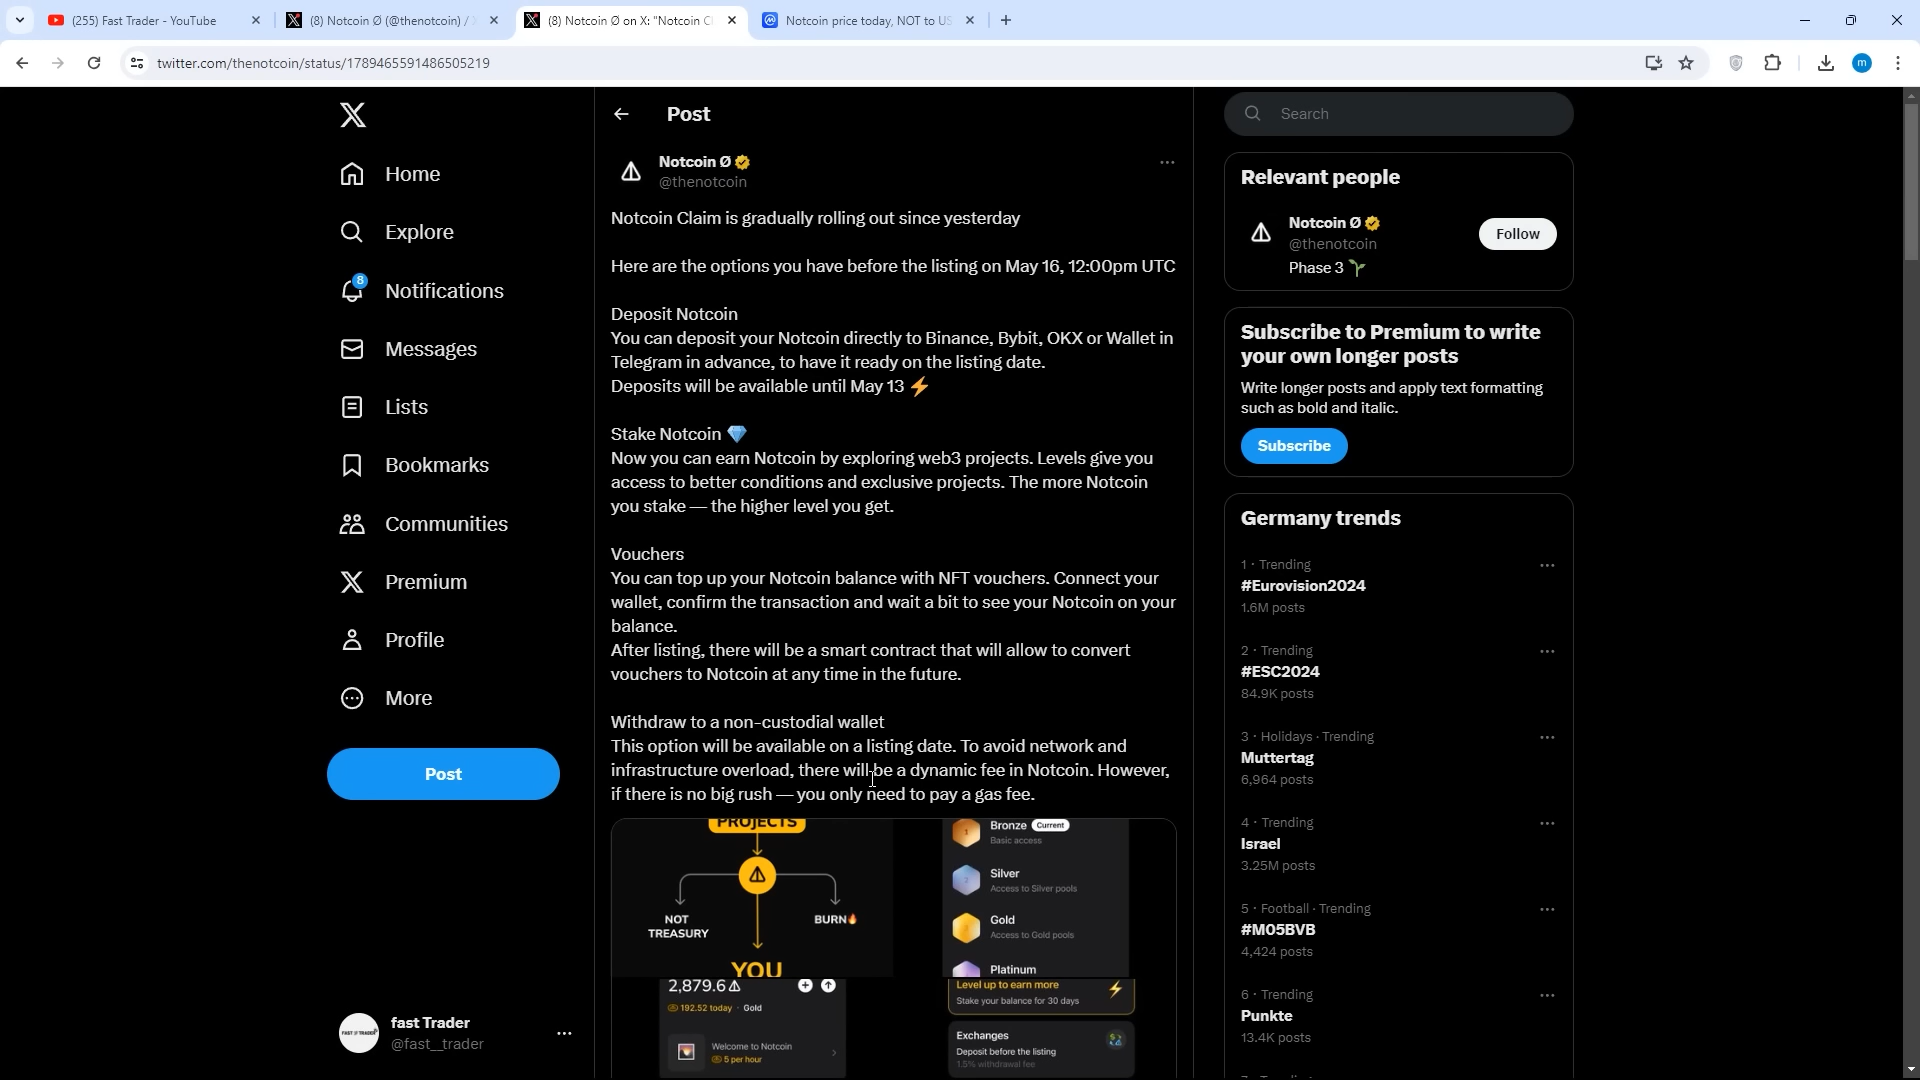 (255) Fast Trader - YouTube
(8) Notcoin Ø (@thenotcoin) / X
(8) Notcoin Ø on X: "Notcoin Cl
Notcoin price today, NOT to US
twitter.com/thenotcoin/status/1789465591486505219
m
Home
Explore
8
Notifications
Messages
Lists
Bookmarks
Communities
Premium
Profile
More
Post
fast Trader
@fast__trader
Post
Notcoin Ø
@thenotcoin
Notcoin Claim is gradually rolling out since yesterday
Here are the options you have before the listing on May 16, 12:00pm UTC
Deposit Notcoin
You can deposit your Notcoin directly to Binance, Bybit, OKX or Wallet in
Telegram in advance, to have it ready on the listing date.
Deposits will be available until May 13 ⚡
Stake Notcoin 💎
Now you can earn Notcoin by exploring web3 projects. Levels give you
access to better conditions and exclusive projects. The more Notcoin
you stake — the higher level you get.
Vouchers
You can top up your Notcoin balance with NFT vouchers. Connect your
wallet, confirm the transaction and wait a bit to see your Notcoin on your
balance.
After listing, there will be a smart contract that will allow to convert
vouchers to Notcoin at any time in the future.
Withdraw to a non-custodial wallet
This option will be available on a listing date. To avoid network and
infrastructure overload, there will be a dynamic fee in Notcoin. However,
if there is no big rush — you only need to pay a gas fee.
PROJECTS
NOT
TREASURY
BURN🔥
YOU
Bronze Current
Basic access
Silver
Access to Silver pools
Gold
Access to Gold pools
Platinum
2,879.6
192.52 today · Gold
Welcome to Notcoin
5 per hour
Level up to earn more
Stake your balance for 30 days
Exchanges
Deposit before the listing
1.5% withdrawal fee
Search
Relevant people
Notcoin Ø
@thenotcoin
Phase 3 🌱
Follow
Subscribe to Premium to write
your own longer posts
Write longer posts and apply text formatting
such as bold and italic.
Subscribe
Germany trends
1 · Trending
#Eurovision2024
1.6M posts
2 · Trending
#ESC2024
84.9K posts
3 · Holidays · Trending
Muttertag
6,964 posts
4 · Trending
Israel
3.25M posts
5 · Football · Trending
#M05BVB
4,424 posts
6 · Trending
Punkte
13.4K posts